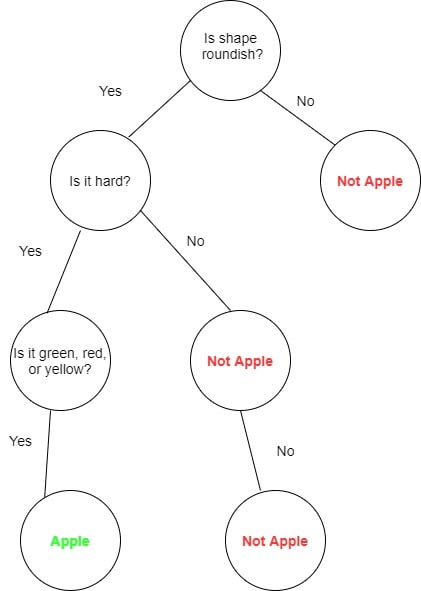 Is shape
roundish?
Yes
No
Is it hard?
Not Apple
Yes
No
Is it green, red,
or yellow?
Not Apple
Yes
No
Apple
Not Apple